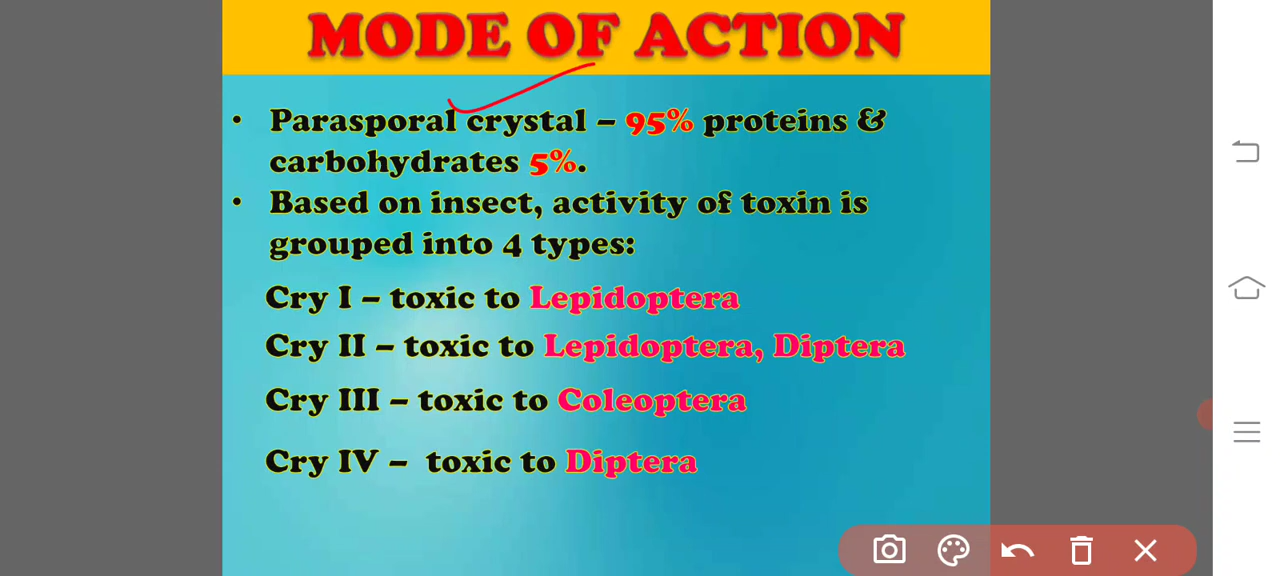 MODE OF ACTION
• Parasporal crystal – 95% proteins &
carbohydrates 5%.
• Based on insect, activity of toxin is
grouped into 4 types:
Cry I – toxic to Lepidoptera
Cry II – toxic to Lepidoptera, Diptera
Cry III – toxic to Coleoptera
Cry IV – toxic to Diptera